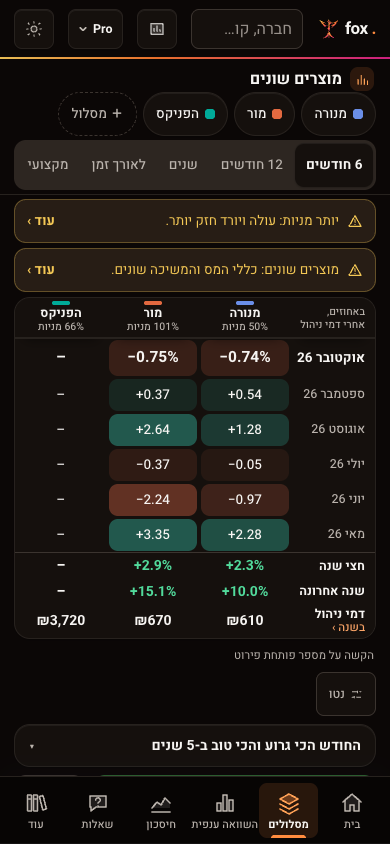 fox.
חברה, קו...
Pro
מוצרים שונים
מנורה
מור
הפניקס
+ מסלול
6 חודשים
12 חודשים
שנים
לאורך זמן
מקצועי
יותר מניות: עולה ויורד חזק יותר.
עוד ›
מוצרים שונים: כללי המס והמשיכה שונים.
עוד ›
באחוזים,
אחרי דמי ניהול
מנורה
50% מניות
מור
101% מניות
הפניקס
66% מניות
אוקטובר 26 −0.74% −0.75% –
ספטמבר 26 +0.54 +0.37 –
אוגוסט 26 +1.28 +2.64 –
יולי 26 −0.05 −0.37 –
יוני 26 −0.97 −2.24 –
מאי 26 +2.28 +3.35 –
חצי שנה +2.3% +2.9% –
שנה אחרונה +10.0% +15.1% –
דמי ניהול
בשנה ›
₪610 ₪670 ₪3,720
הקשה על מספר פותחת פירוט
נטו
החודש הכי גרוע והכי טוב ב-5 שנים
בית
מסלולים
השוואה ענפית
חיסכון
שאלות
עוד